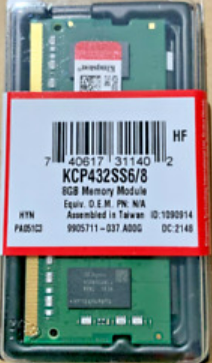 Kingston
HF
7 40617 31140 2
KCP432SS6/8
8GB Memory Module
Equiv. O.E.M. PN: N/A
HYN Assembled in Taiwan ID:1090914
PA051C3 9905711-037.A00G DC:2148